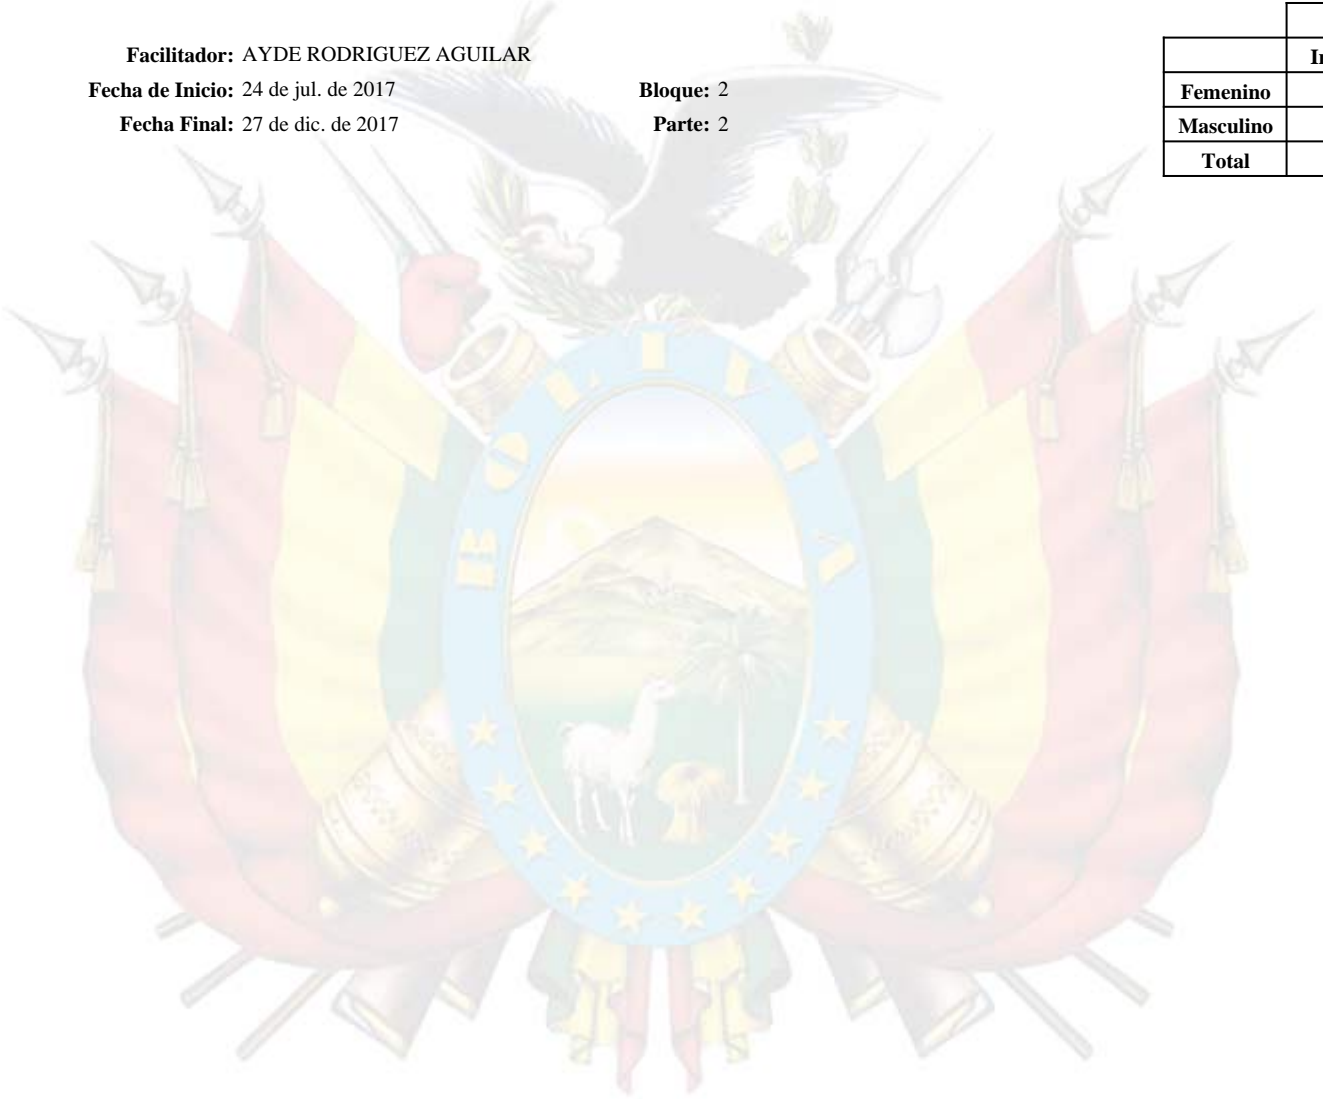 Facilitador: AYDE RODRIGUEZ AGUILAR
Fecha de Inicio: 24 de jul. de 2017 Bloque: 2
Fecha Final: 27 de dic. de 2017 Parte: 2
Femenino
Masculino
Total
BOLIVIA